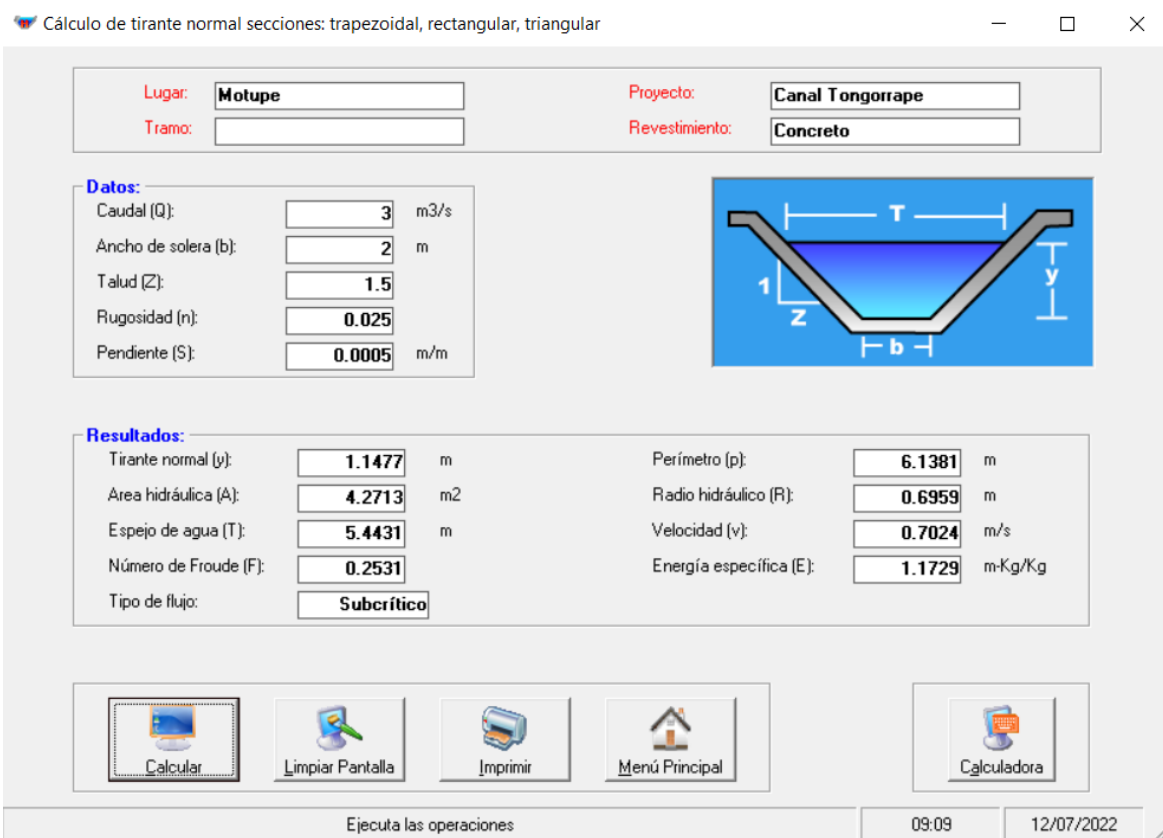 Cálculo de tirante normal secciones: trapezoidal, rectangular, triangular
Lugar: Motupe Proyecto: Canal Tongorrape
Tramo: Revestimiento: Concreto
Datos:
Caudal (Q): 3 m3/s
Ancho de solera (b): 2 m
Talud (Z): 1.5
Rugosidad (n): 0.025
Pendiente (S): 0.0005 m/m
T
1
Z
y
b
Resultados:
Tirante normal (y): 1.1477 m Perímetro (p): 6.1381 m
Area hidráulica (A): 4.2713 m2 Radio hidráulico (R): 0.6959 m
Espejo de agua (T): 5.4431 m Velocidad (v): 0.7024 m/s
Número de Froude (F): 0.2531 Energía específica (E): 1.1729 m-Kg/Kg
Tipo de flujo: Subcrítico
Calcular Limpiar Pantalla Imprimir Menú Principal Calculadora
Ejecuta las operaciones 09:09 12/07/2022